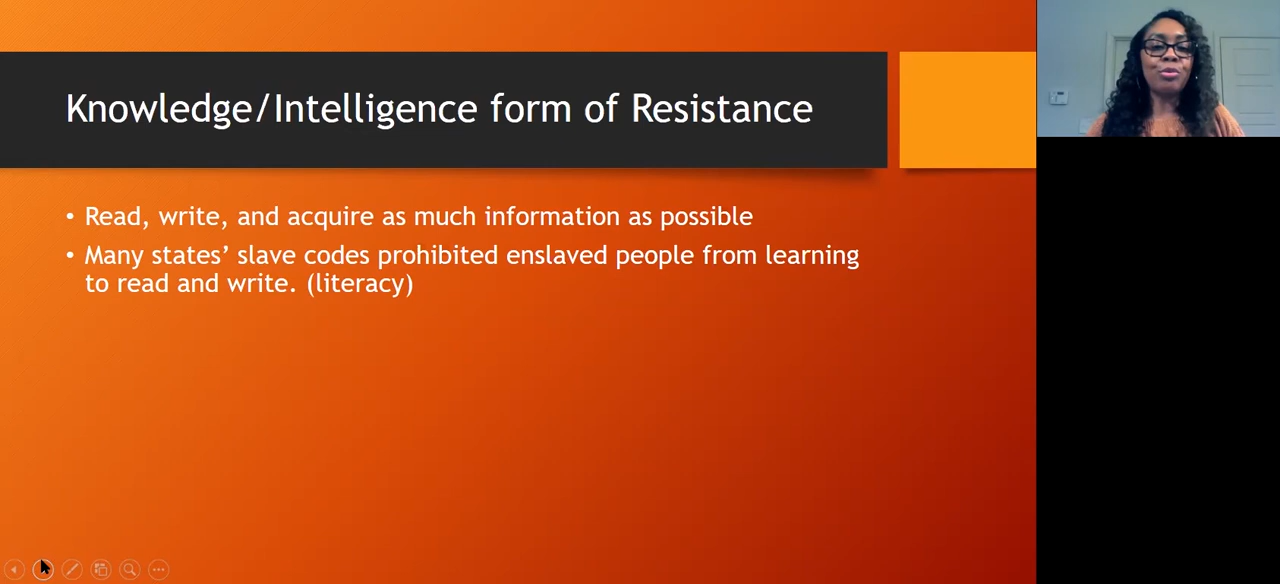 Knowledge/Intelligence form of Resistance
• Read, write, and acquire as much information as possible
• Many states’ slave codes prohibited enslaved people from learning
to read and write. (literacy)